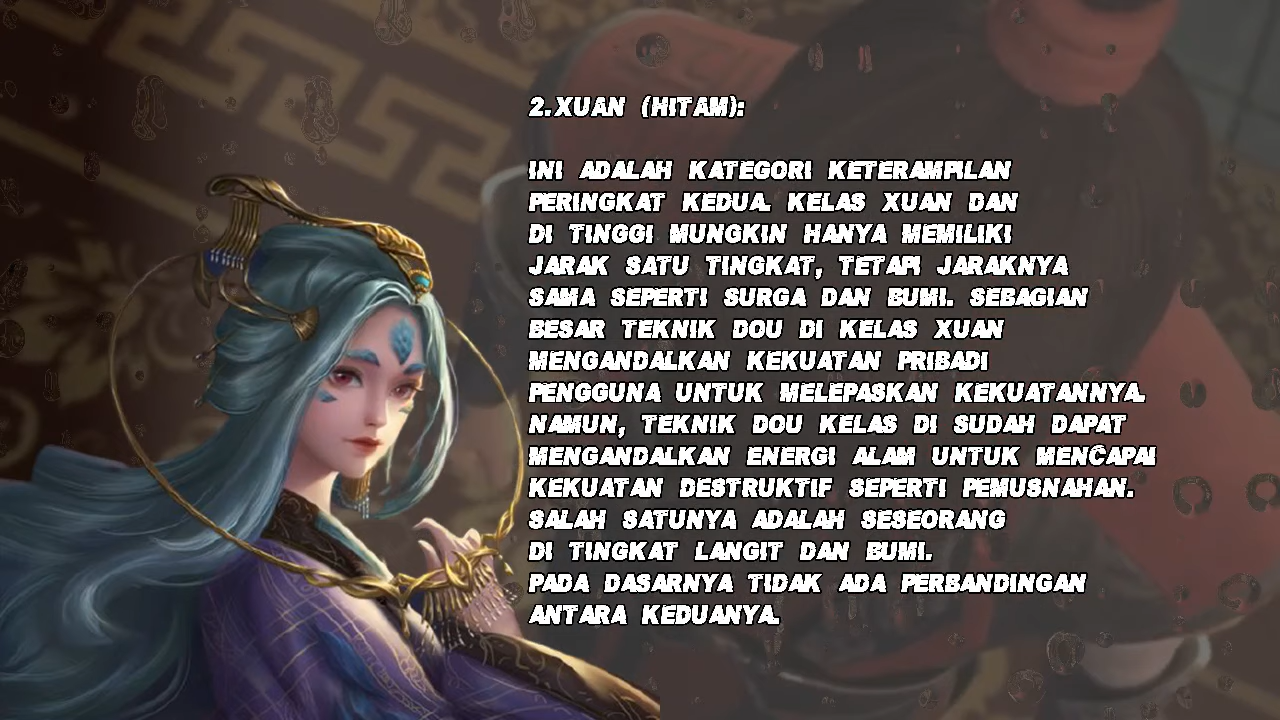 2.XUAN (HITAM):
INI ADALAH KATEGORI KETERAMPILAN
PERINGKAT KEDUA. KELAS XUAN DAN
DI TINGGI MUNGKIN HANYA MEMILIKI
JARAK SATU TINGKAT, TETAPI JARAKNYA
SAMA SEPERTI SURGA DAN BUMI. SEBAGIAN
BESAR TEKNIK DOU DI KELAS XUAN
MENGANDALKAN KEKUATAN PRIBADI
PENGGUNA UNTUK MELEPASKAN KEKUATANNYA.
NAMUN, TEKNIK DOU KELAS DI SUDAH DAPAT
MENGANDALKAN ENERGI ALAM UNTUK MENCAPAI
KEKUATAN DESTRUKTIF SEPERTI PEMUSNAHAN.
SALAH SATUNYA ADALAH SESEORANG
DI TINGKAT LANGIT DAN BUMI.
PADA DASARNYA TIDAK ADA PERBANDINGAN
ANTARA KEDUANYA.